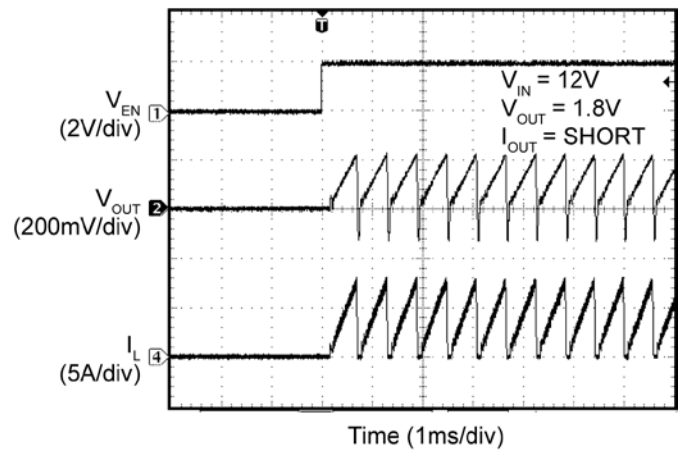 T
V_EN
(2V/div)
1
V_IN = 12V
V_OUT = 1.8V
I_OUT = SHORT
V_OUT
(200mV/div)
2
I_L
(5A/div)
4
Time (1ms/div)